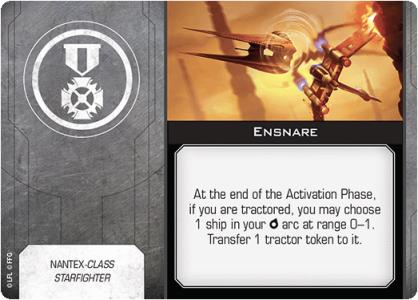 ENSNARE
At the end of the Activation Phase,
if you are tractored, you may choose
1 ship in your arc at range 0–1.
Transfer 1 tractor token to it.
NANTEX-CLASS
STARFIGHTER
© LFL © FFG